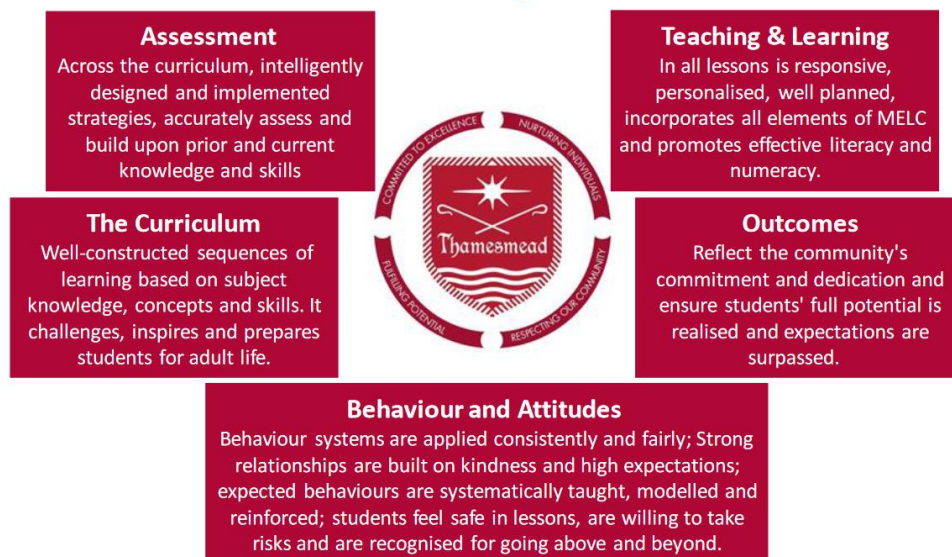 Assessment
Across the curriculum, intelligently
designed and implemented
strategies, accurately assess and
build upon prior and current
knowledge and skills
Teaching & Learning
In all lessons is responsive,
personalised, well planned,
incorporates all elements of MELC
and promotes effective literacy and
numeracy.
COMMITTED TO EXCELLENCE
NURTURING INDIVIDUALS
Thamesmead
FULFILLING POTENTIAL
RESPECTING OUR COMMUNITY
The Curriculum
Well-constructed sequences of
learning based on subject
knowledge, concepts and skills. It
challenges, inspires and prepares
students for adult life.
Outcomes
Reflect the community's
commitment and dedication and
ensure students' full potential is
realised and expectations are
surpassed.
Behaviour and Attitudes
Behaviour systems are applied consistently and fairly; Strong
relationships are built on kindness and high expectations;
expected behaviours are systematically taught, modelled and
reinforced; students feel safe in lessons, are willing to take
risks and are recognised for going above and beyond.